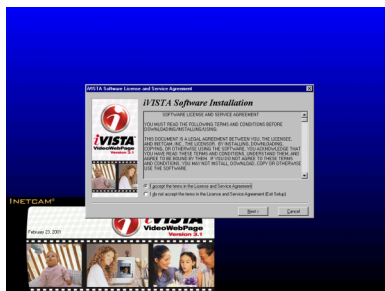 iVISTA Software License and Service Agreement
iVISTA Software Installation
SOFTWARE LICENSE AND SERVICE AGREEMENT
YOU MUST READ THE FOLLOWING TERMS AND CONDITIONS BEFORE
DOWNLOADING/INSTALLING/USING.
THIS DOCUMENT IS A LEGAL AGREEMENT BETWEEN YOU, THE LICENSEE,
AND INETCAM, INC., THE LICENSOR. BY INSTALLING, DOWNLOADING,
COPYING, OR OTHERWISE USING THE SOFTWARE, YOU ACKNOWLEDGE THAT
YOU HAVE READ THESE TERMS AND CONDITIONS, UNDERSTAND THEM, AND
AGREE TO BE BOUND BY THEM. IF YOU DO NOT AGREE TO THESE TERMS
AND CONDITIONS, YOU MAY NOT INSTALL, DOWNLOAD, COPY OR OTHERWISE
USE THE SOFTWARE.
iVISTA
VideoWebPage
Version 3.1
I accept the terms in the License and Service Agreement
I do not accept the terms in the License and Service Agreement (Exit Setup).
Next >
Cancel
INETCAM®
February 23, 2001
iVISTA
VideoWebPage
Version 3.1